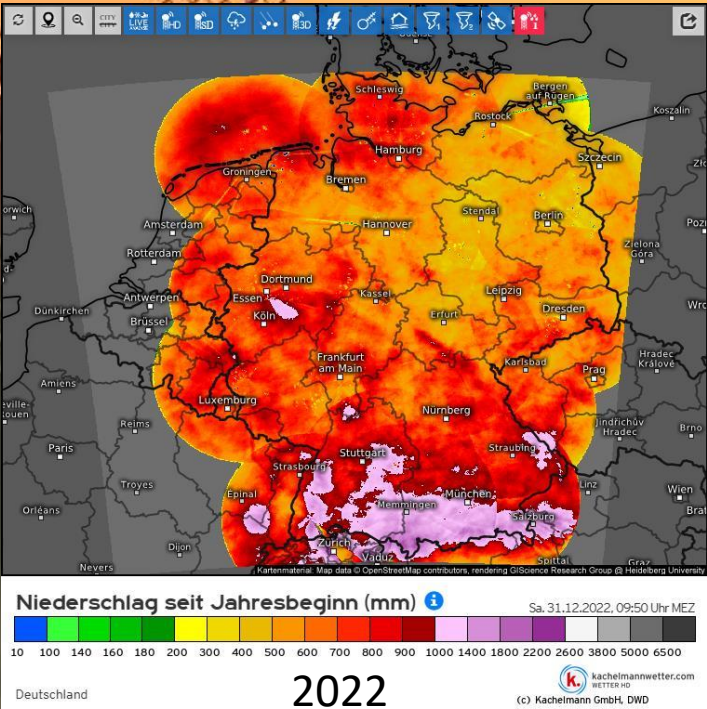 CITY
LIVE
HD
SD
3D
Schleswig
Bergen
auf Rügen
Rostock
Koszalin
Hamburg
Szczecin
Groningen
Bremen
orwich
Stendal
Berlin
Amsterdam
Hannover
Rotterdam
Zielona
Góra
Dortmund
Antwerpen
Essen
Kassel
Leipzig
Dünkirchen
Köln
Erfurt
Dresden
Brüssel
Frankfurt
am Main
Karlsbad
Prag
Hradec
Králové
Amiens
Luxemburg
Nürnberg
Reims
Jindřichův
Hradec
Brno
Paris
Stuttgart
Straubing
Strasbourg
Troyes
Epinal
München
Linz
Wien
Memmingen
Orléans
Salzburg
Dijon
Zürich
Vaduz
Spittal
Graz
Nevers
Kartenmaterial: Map data © OpenStreetMap contributors, rendering GIScience Research Group @ Heidelberg University
Niederschlag seit Jahresbeginn (mm) i
Sa. 31.12.2022, 09:50 Uhr MEZ
10 100 140 160 180 200 300 400 500 600 700 800 900 1000 1400 1800 2200 2600 3800 5000 6500
Deutschland
2022
k. kachelmannwetter.com
WETTER HD
(c) Kachelmann GmbH, DWD